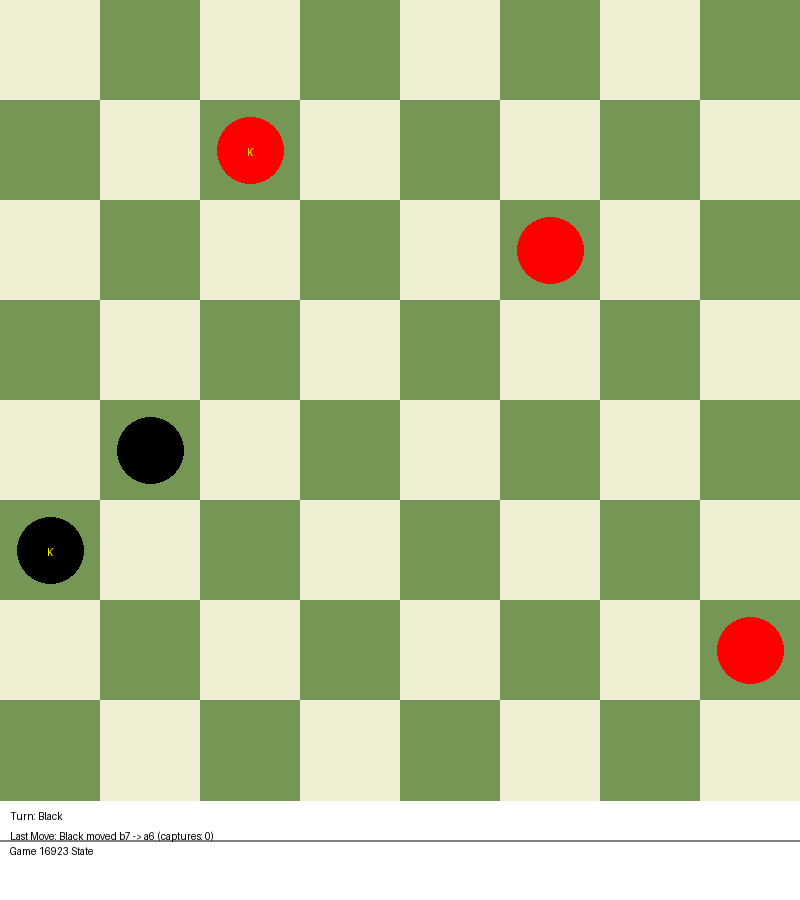 K
K
Turn: Black
Last Move: Black moved b7 -> a6 (captures: 0)
Game 16923 State